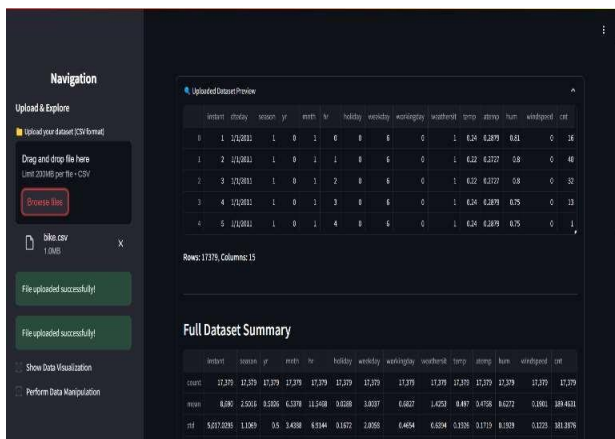 Navigation
Upload & Explore
Upload your dataset (CSV format)
Drag and drop file here
Limit 200MB per file • CSV
Browse files
bike.csv
1.0MB
X
File uploaded successfully!
File uploaded successfully!
Show Data Visualization
Perform Data Manipulation
Uploaded Dataset Preview
instant dteday season yr mnth hr holiday weekday workingday weathersit temp atemp hum windspeed cnt
0 1 1/1/2011 1 0 1 0 0 6 0 1 0.24 0.2879 0.81 0 16
1 2 1/1/2011 1 0 1 1 0 6 0 1 0.22 0.2727 0.8 0 40
2 3 1/1/2011 1 0 1 2 0 6 0 1 0.22 0.2727 0.8 0 32
3 4 1/1/2011 1 0 1 3 0 6 0 1 0.24 0.2879 0.75 0 13
4 5 1/1/2011 1 0 1 4 0 6 0 1 0.24 0.2879 0.75 0 1
Rows: 17379, Columns: 15
Full Dataset Summary
instant season yr mnth hr holiday weekday workingday weathersit temp atemp hum windspeed cnt
count 17,379 17,379 17,379 17,379 17,379 17,379 17,379 17,379 17,379 17,379 17,379 17,379 17,379 17,379
mean 8,690 2.5016 0.5026 6.5378 11.5468 0.0288 3.0037 0.6827 1.4253 0.497 0.4758 0.6272 0.1901 189.4631
std 5,017.0295 1.1069 0.5 3.4388 6.9144 0.1672 2.0058 0.4654 0.6394 0.1926 0.1719 0.1929 0.1223 181.3876